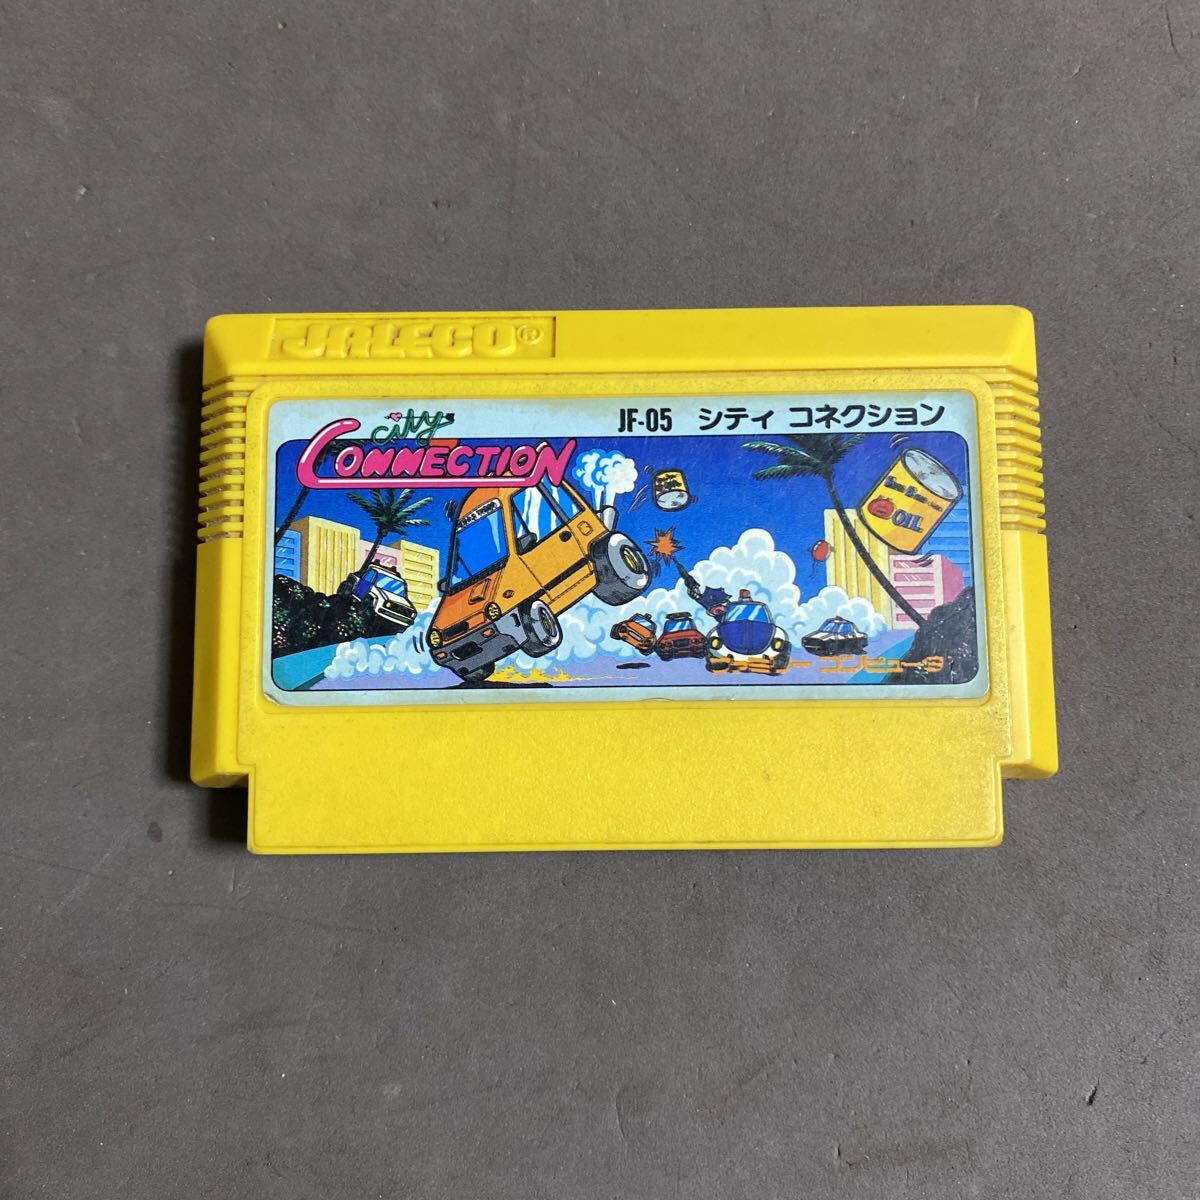 JALECO®
city
CONNECTION
JF-05 シティ コネクション
OIL
ファミリー コンピュータ